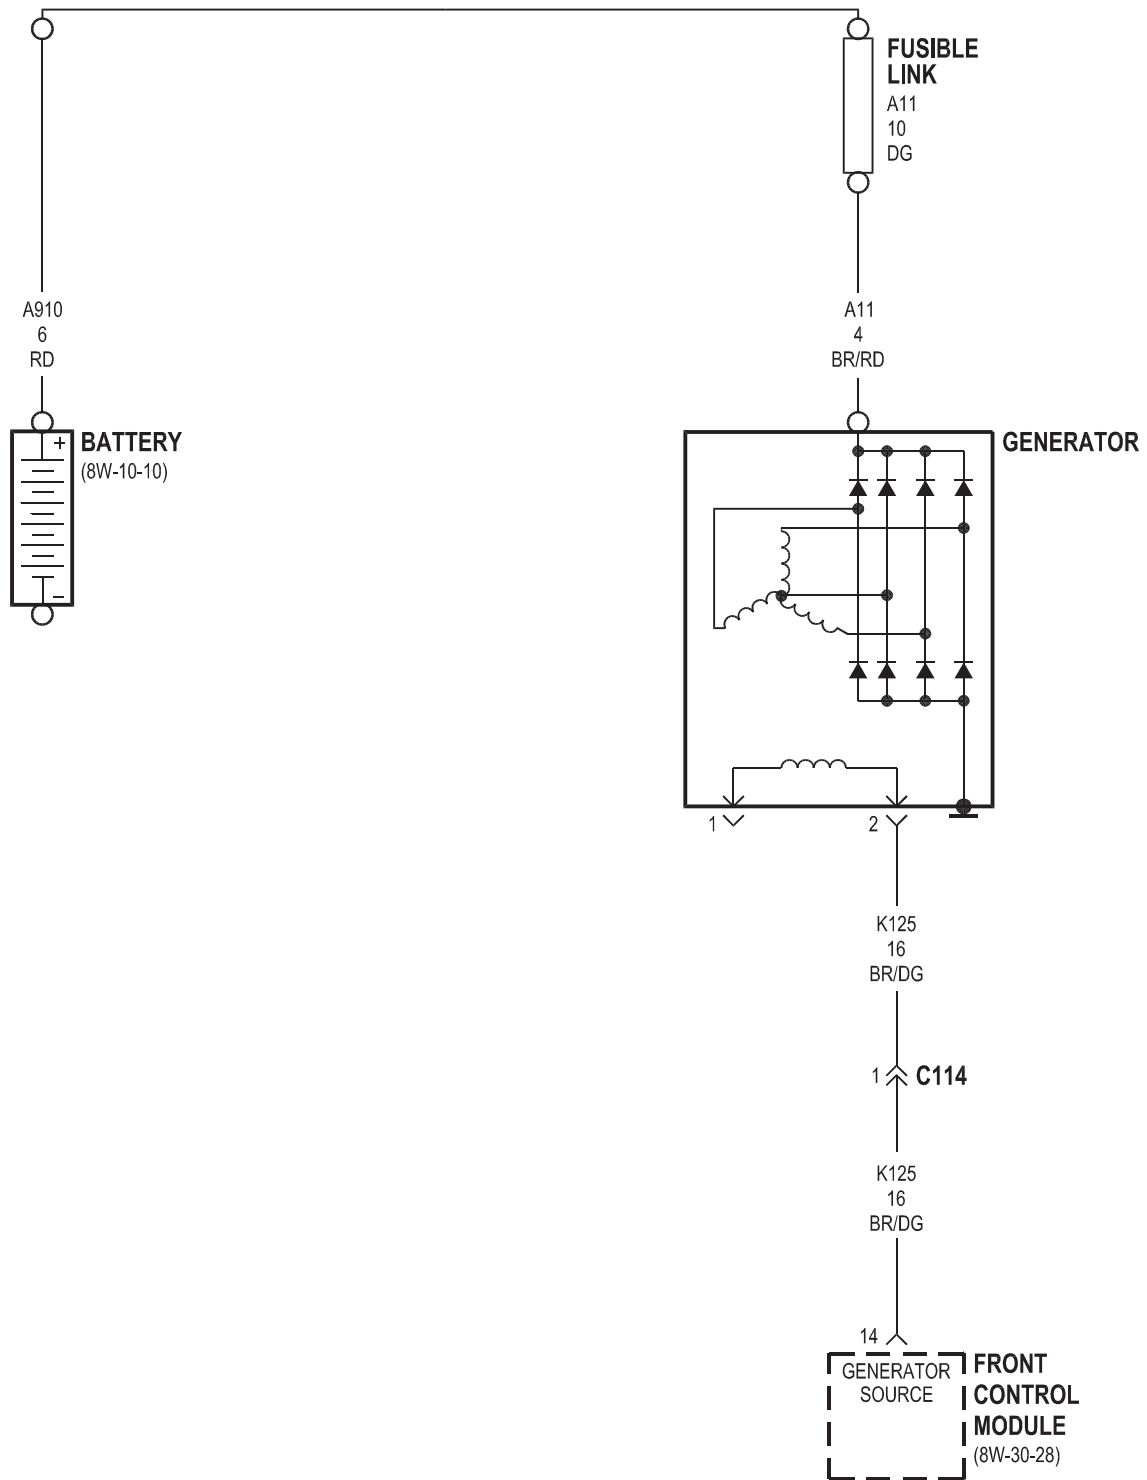 FUSIBLE
LINK
A11
10
DG
A910
6
RD
A11
4
BR/RD
+
BATTERY
(8W-10-10)
−
GENERATOR
1
2
K125
16
BR/DG
1
C114
K125
16
BR/DG
14
GENERATOR
SOURCE
FRONT
CONTROL
MODULE
(8W-30-28)